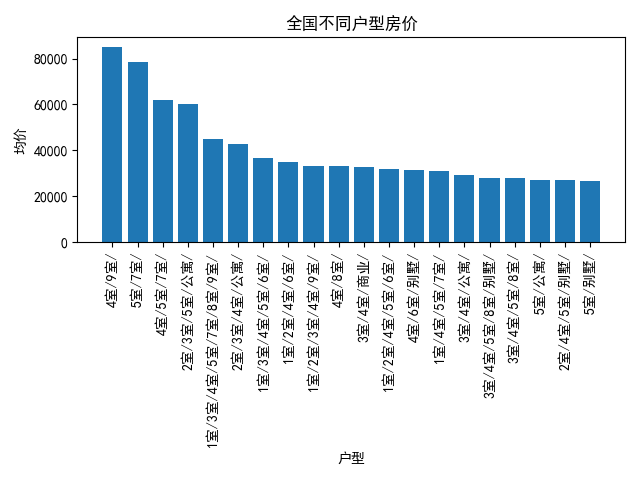 全国不同户型房价
均价
80000
60000
40000
20000
0
4室/9室/
5室/7室/
4室/5室/7室/
2室/3室/5室/公寓/
1室/3室/4室/5室/7室/8室/9室/
2室/3室/4室/公寓/
1室/3室/4室/5室/6室/
1室/2室/4室/6室/
1室/2室/3室/4室/9室/
4室/8室/
3室/4室/商业/
1室/2室/4室/5室/6室/
4室/6室/别墅/
1室/4室/5室/7室/
3室/4室/公寓/
3室/4室/5室/8室/别墅/
3室/4室/5室/8室/
5室/公寓/
2室/4室/5室/别墅/
5室/别墅/
户型